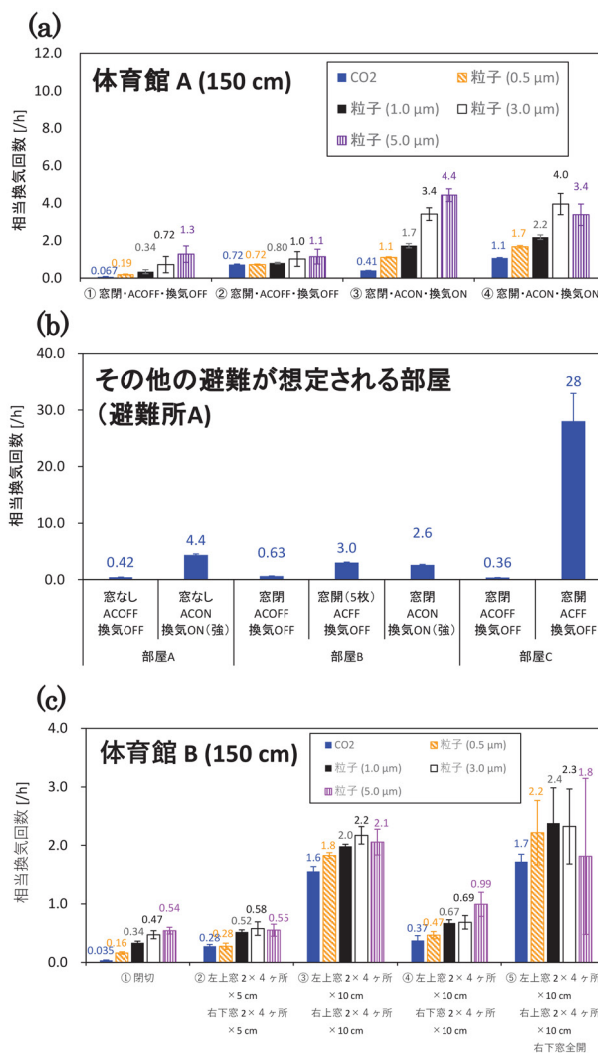 (a)
12.0
10.0
8.0
6.0
4.0
2.0
0.0
相当換気回数 [/h]
体育館 A (150 cm)
CO2
粒子 (0.5 μm)
粒子 (1.0 μm)
粒子 (3.0 μm)
粒子 (5.0 μm)
0.067
0.19
0.34
0.72
1.3
0.72
0.72
0.80
1.0
1.1
0.41
1.1
1.7
3.4
4.4
1.1
1.7
2.2
4.0
3.4
① 窓閉・ACOFF・換気OFF
② 窓開・ACOFF・換気OFF
③ 窓閉・ACON・換気ON
④ 窓開・ACON・換気ON
(b)
40.0
30.0
20.0
10.0
0.0
相当換気回数 [/h]
その他の避難が想定される部屋
（避難所A）
0.42
4.4
0.63
3.0
2.6
0.36
28
窓なし
ACOFF
換気OFF
窓なし
ACON
換気ON（強）
窓閉
ACOFF
換気OFF
窓開（5枚）
ACFF
換気OFF
窓閉
ACON
換気ON（強）
窓閉
ACOFF
換気OFF
窓開
ACFF
換気OFF
部屋A
部屋B
部屋C
(c)
4.0
3.0
2.0
1.0
0.0
相当換気回数 [/h]
体育館 B (150 cm)
CO2
粒子 (0.5 μm)
粒子 (1.0 μm)
粒子 (3.0 μm)
粒子 (5.0 μm)
0.035
0.16
0.34
0.47
0.54
0.28
0.28
0.52
0.58
0.55
1.6
1.8
2.0
2.2
2.1
0.37
0.47
0.67
0.69
0.99
1.7
2.2
2.4
2.3
1.8
① 閉切
② 左上窓 2 × 4 ヶ所
× 5 cm
右下窓 2 × 4 ヶ所
× 5 cm
③ 左上窓 2 × 4 ヶ所
×10 cm
右上窓 2 × 4 ヶ所
×10 cm
④ 左上窓 2 × 4 ヶ所
×10 cm
右下窓 2 × 4 ヶ所
×10 cm
⑤ 左上窓 2 × 4 ヶ所
×10 cm
右上窓 2 × 4 ヶ所
×10 cm
右下窓全開